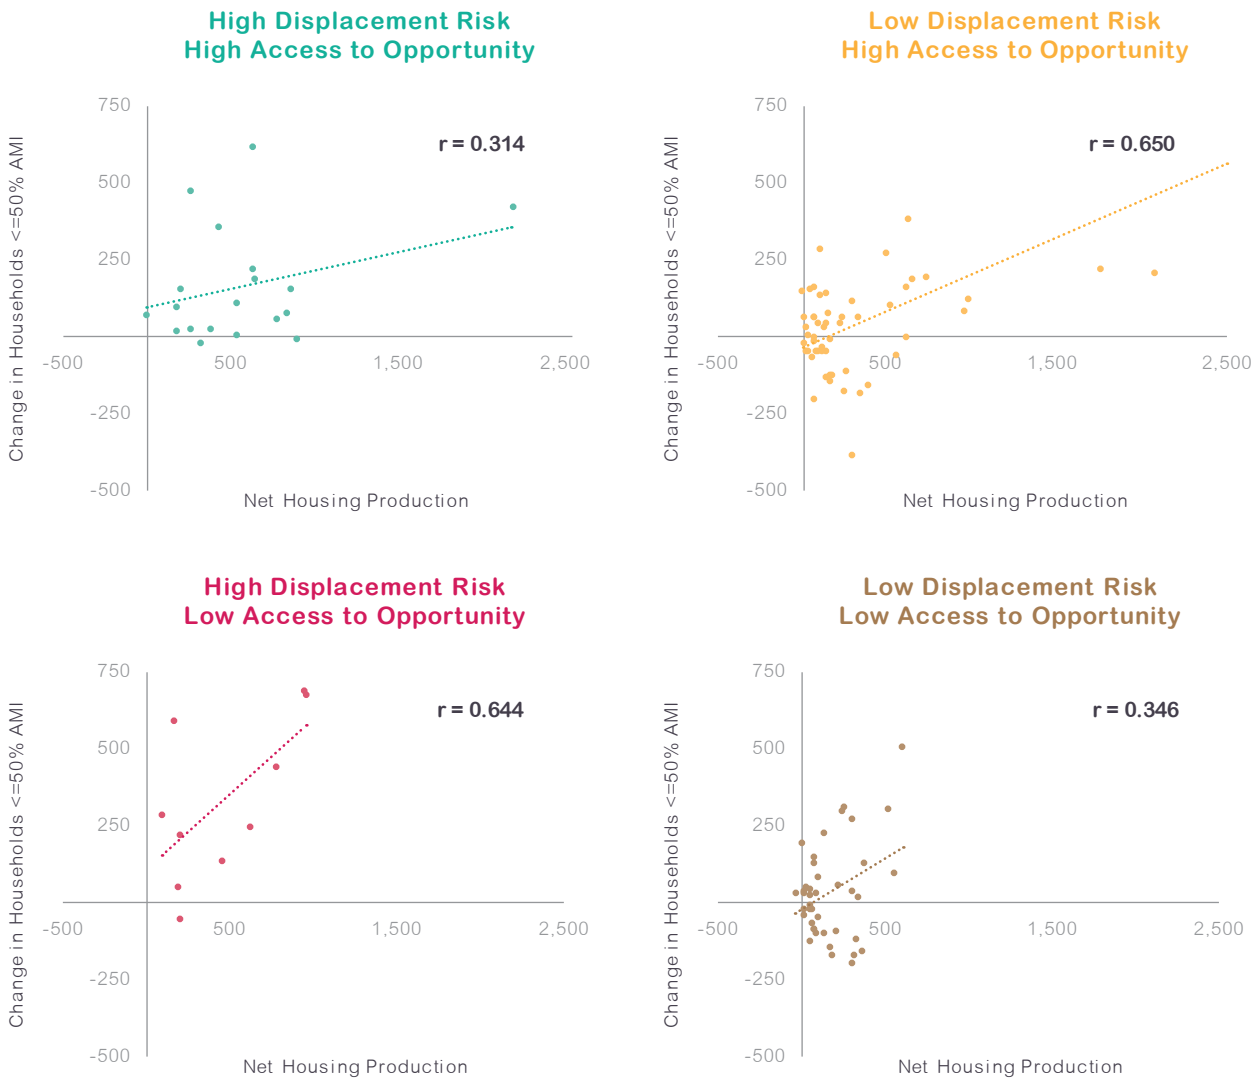 High Displacement Risk
High Access to Opportunity
750
r = 0.314
500
250
-500
500
1,500
2,500
-250
-500
Change in Households <=50% AMI
Net Housing Production
Low Displacement Risk
High Access to Opportunity
750
r = 0.650
500
250
-500
500
1,500
2,500
-250
-500
Change in Households <=50% AMI
Net Housing Production
High Displacement Risk
Low Access to Opportunity
750
r = 0.644
500
250
-500
500
1,500
2,500
-250
-500
Change in Households <=50% AMI
Net Housing Production
Low Displacement Risk
Low Access to Opportunity
750
r = 0.346
500
250
-500
500
1,500
2,500
-250
-500
Change in Households <=50% AMI
Net Housing Production